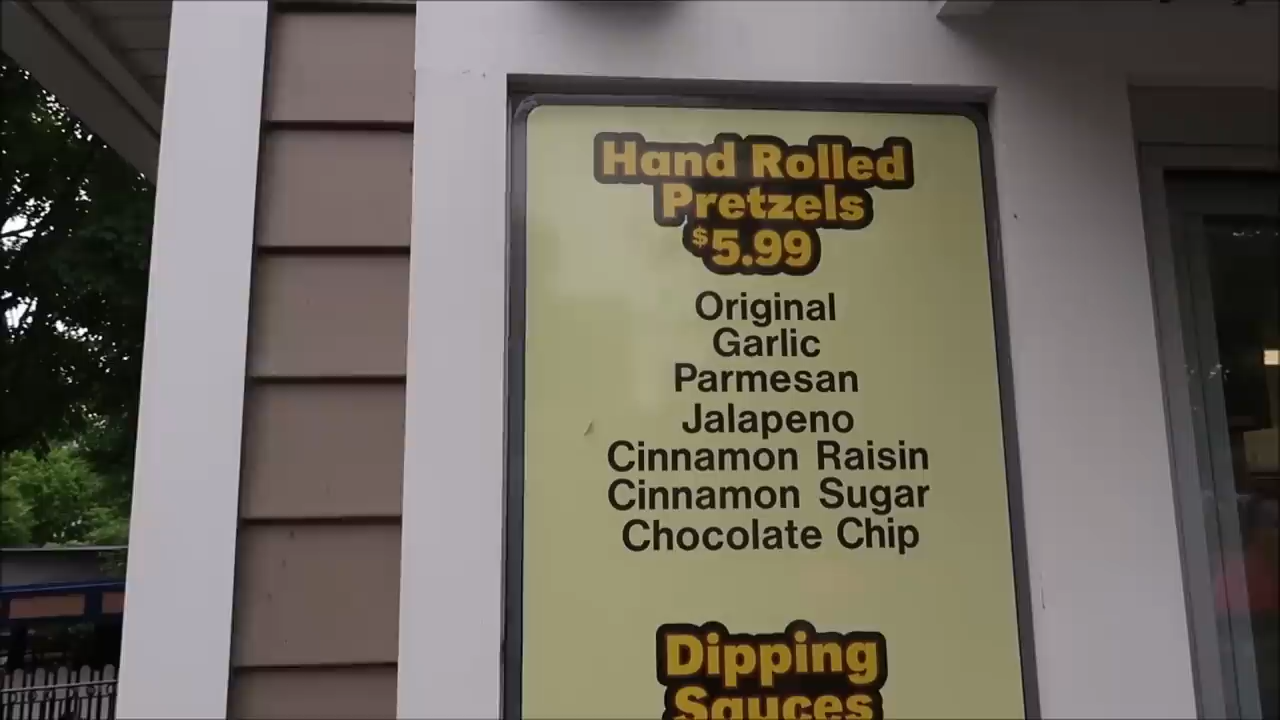 Hand Rolled
Pretzels
$5.99
Original
Garlic
Parmesan
Jalapeno
Cinnamon Raisin
Cinnamon Sugar
Chocolate Chip
Dipping
Sauces